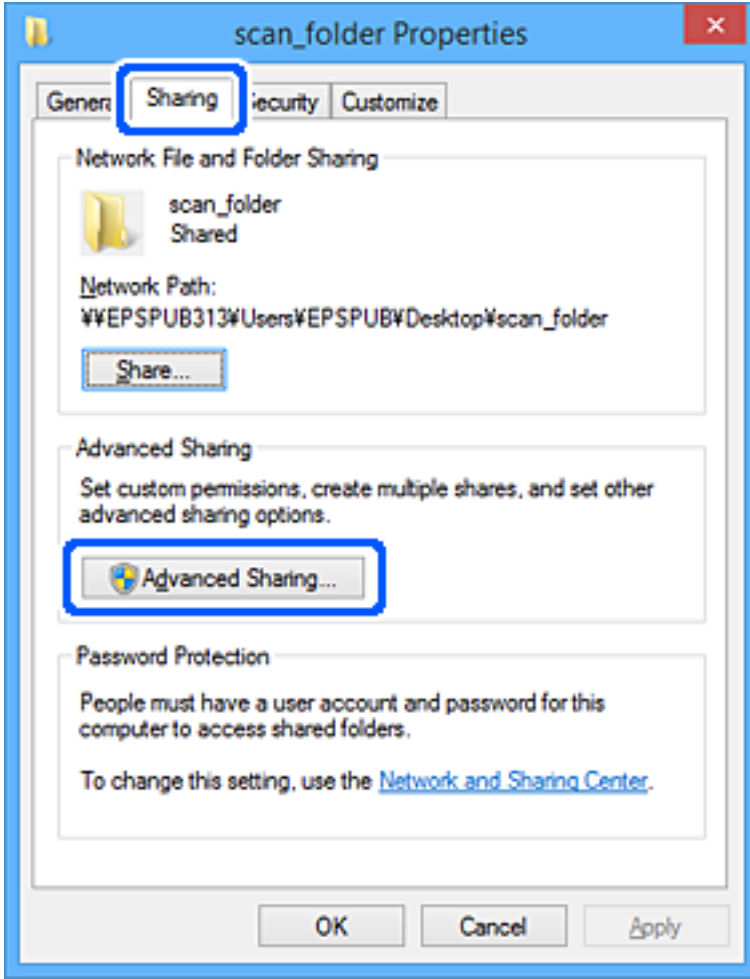 scan_folder Properties
Sharing
Security Customize
Network File and Folder Sharing
scan_folder
Shared
Network Path:
¥¥EPSPUB313¥Users¥EPSPUB¥Desktop¥scan_folder
Share...
Advanced Sharing
Set custom permissions, create multiple shares, and set other
advanced sharing options.
Advanced Sharing...
Password Protection
People must have a user account and password for this
computer to access shared folders.
To change this setting, use the Network and Sharing Center.
OK Cancel Apply